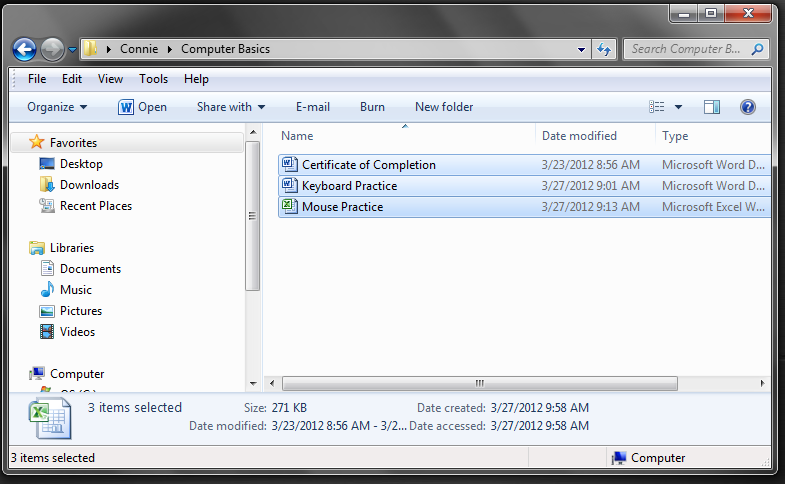 Connie Computer Basics Search Computer B...
File Edit View Tools Help
Organize Open Share with E-mail Burn New folder
Favorites
Desktop
Downloads
Recent Places
Libraries
Documents
Music
Pictures
Videos
Computer
Name Date modified Type
Certificate of Completion 3/23/2012 8:56 AM Microsoft Word D...
Keyboard Practice 3/27/2012 9:01 AM Microsoft Word D...
Mouse Practice 3/27/2012 9:13 AM Microsoft Excel W...
3 items selected Size: 271 KB Date created: 3/27/2012 9:58 AM
Date modified: 3/23/2012 8:56 AM - 3/2... Date accessed: 3/27/2012 9:58 AM
3 items selected Computer